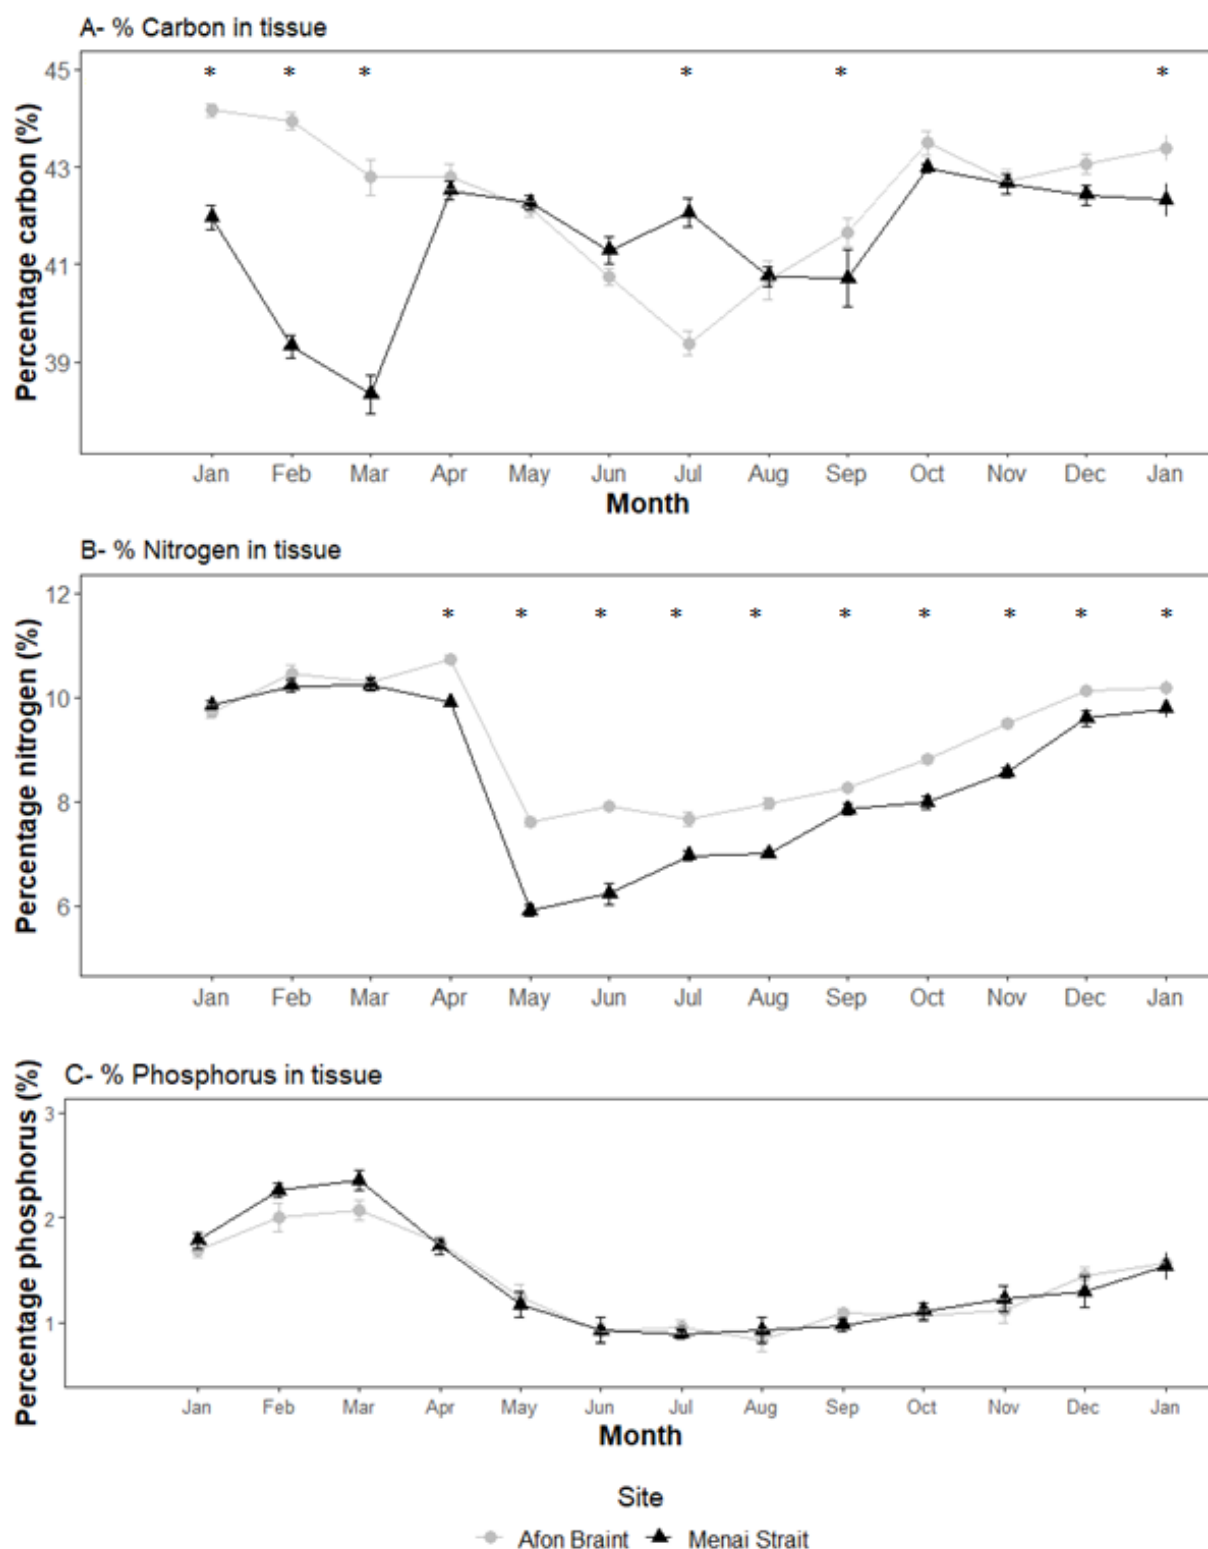 A- % Carbon in tissue
* * * * * *
Percentage carbon (%)
45
43
41
39
Jan Feb Mar Apr May Jun Jul Aug Sep Oct Nov Dec Jan
Month
B- % Nitrogen in tissue
* * * * * * * * * *
Percentage nitrogen (%)
12
10
8
6
Jan Feb Mar Apr May Jun Jul Aug Sep Oct Nov Dec Jan
C- % Phosphorus in tissue
Percentage phosphorus (%)
3
2
1
Jan Feb Mar Apr May Jun Jul Aug Sep Oct Nov Dec Jan
Month
Site
Afon Braint Menai Strait